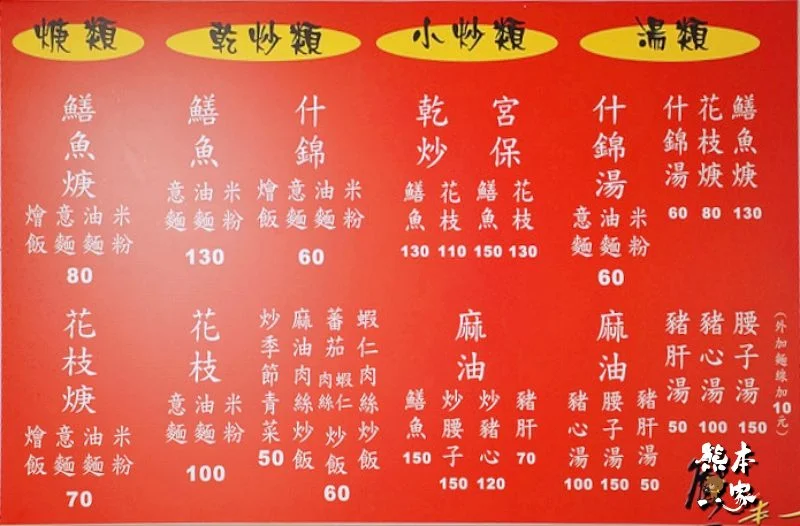 焿類
鱔魚焿
燴飯 意麵 油麵 米粉
80
花枝焿
燴飯 意麵 油麵 米粉
70
乾炒類
鱔魚
意麵 油麵 米粉
130
什錦
燴飯 意麵 油麵 米粉
60
花枝
意麵 油麵 米粉
100
炒季節青菜
50
麻油肉絲炒飯
蕃茄肉絲蝦仁炒飯
蝦仁肉絲炒飯
60
小炒類
乾炒
鱔魚 花枝
130 110
宮保
鱔魚 花枝
150 130
麻油
鱔魚 炒腰子 炒豬心 豬肝
150 150 120 70
湯類
什錦湯
意麵 油麵 米粉
60
什錦湯 花枝焿 鱔魚焿
60 80 130
麻油
豬心湯 腰子湯 豬肝湯
100 150 50
豬肝湯 豬心湯 腰子湯
50 100 150
(外加麵線加10元)
熊本一家